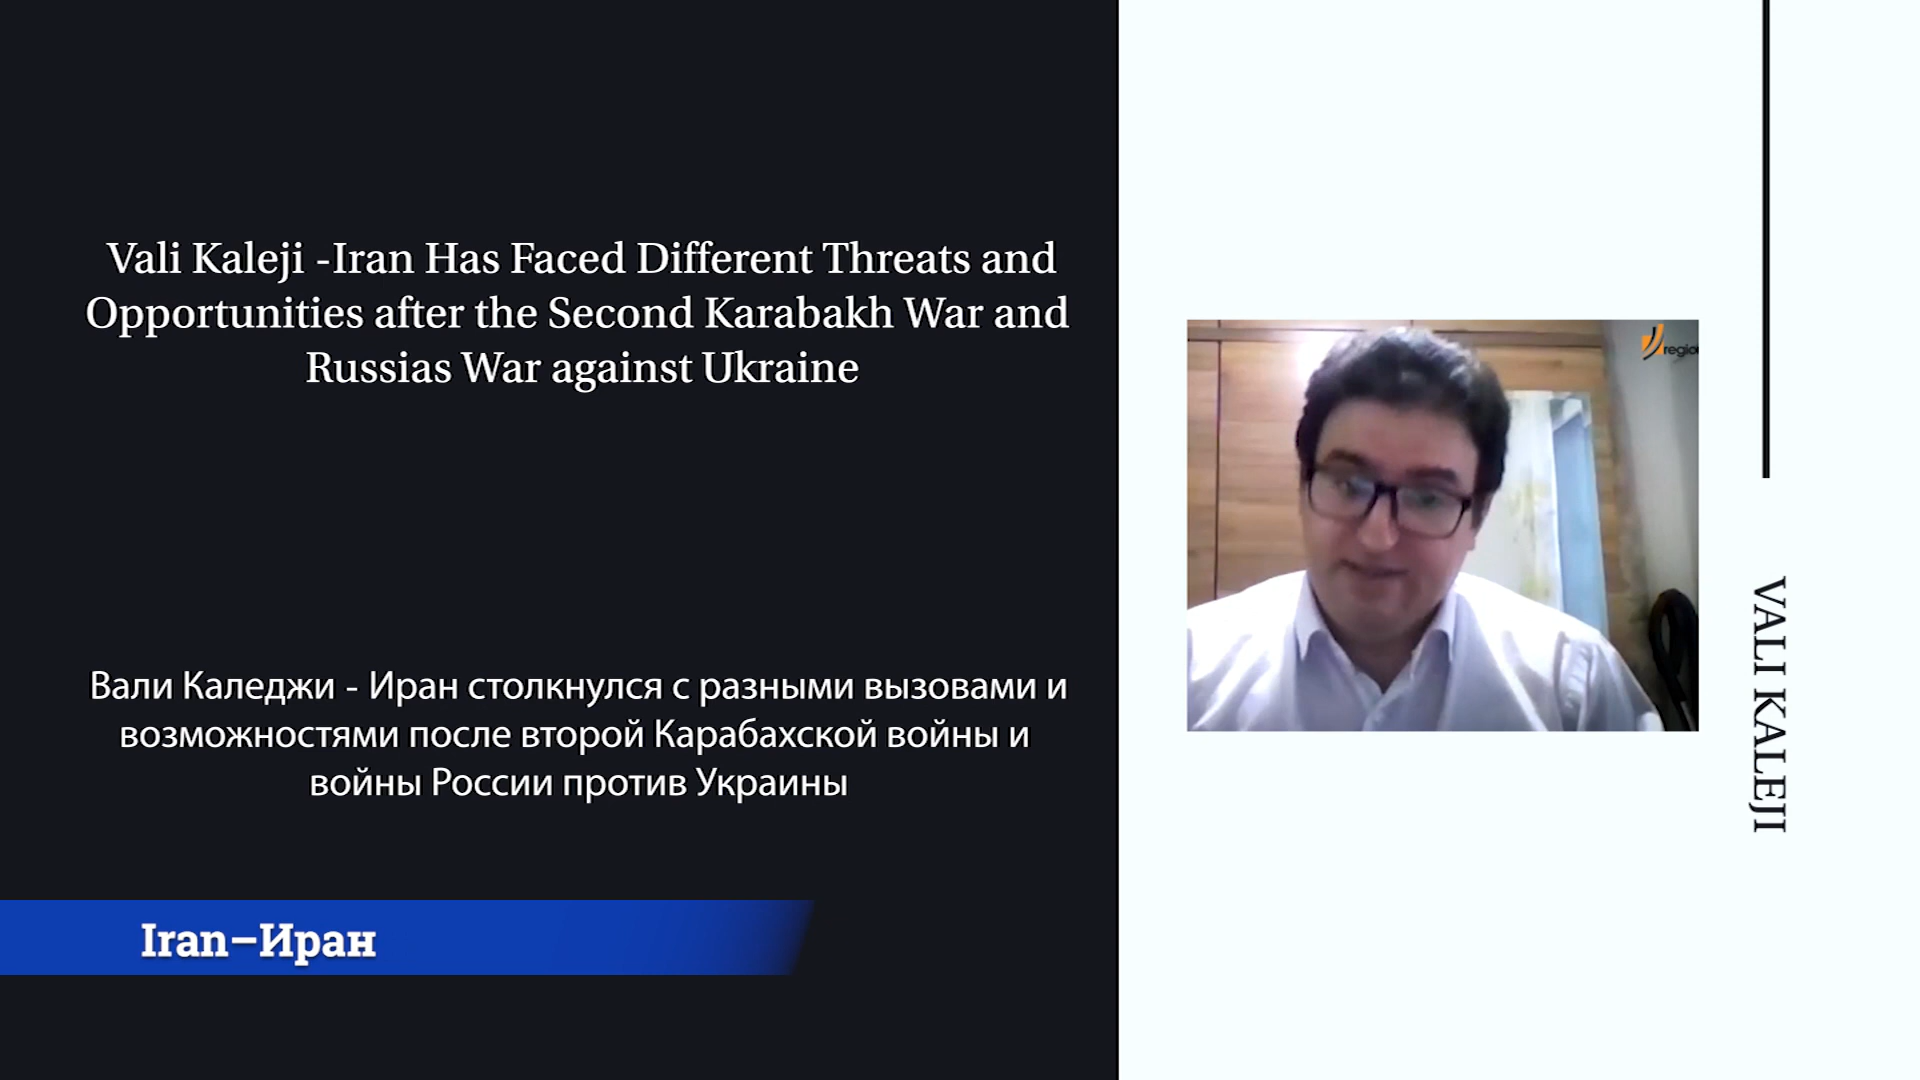 Vali Kaleji -Iran Has Faced Different Threats and
Opportunities after the Second Karabakh War and
Russias War against Ukraine
Вали Каледжи - Иран столкнулся с разными вызовами и
возможностями после второй Карабахской войны и
войны России против Украины
Iran–Иран
regio
VALI KALEJI